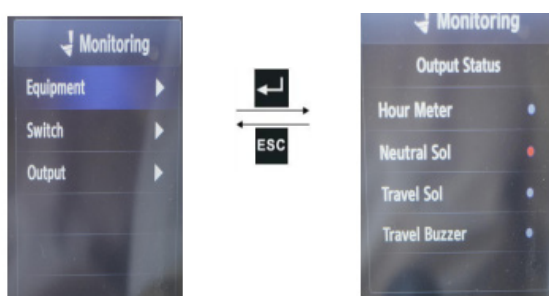 Monitoring
Equipment
Switch
Output
ESC
Monitoring
Output Status
Hour Meter
Neutral Sol
Travel Sol
Travel Buzzer